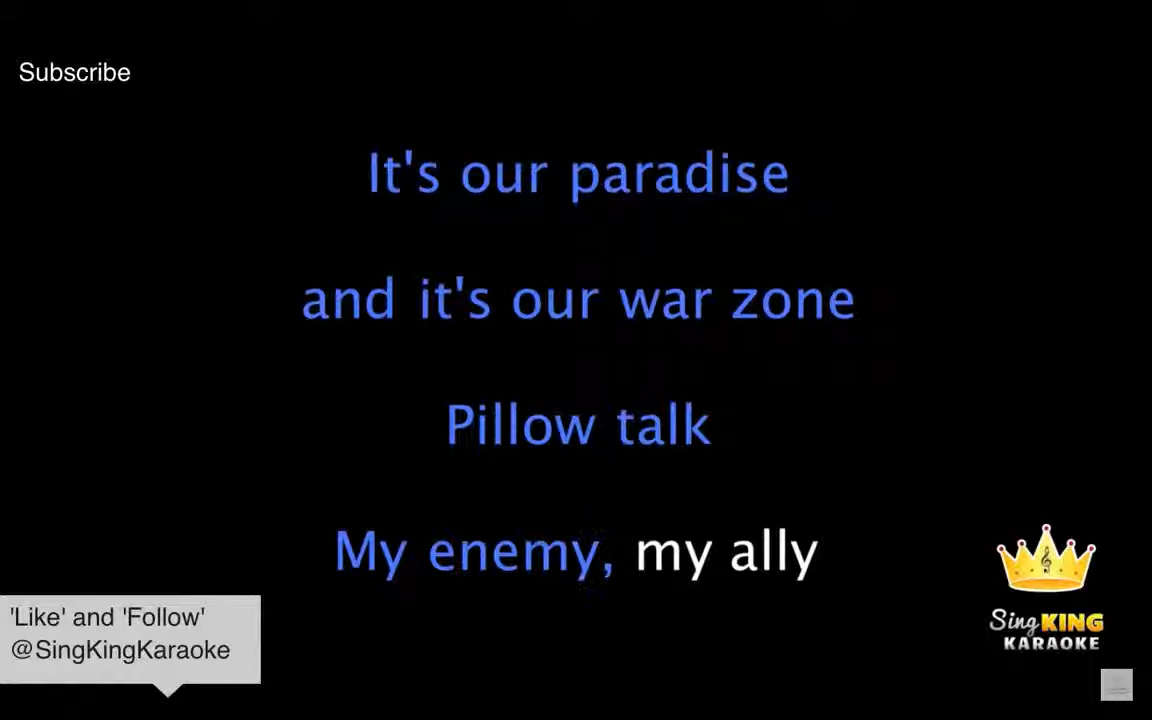 Subscribe
It's our paradise
and it's our war zone
Pillow talk
My enemy, my ally
Sing KING
KARAOKE
'Like' and 'Follow'
@SingKingKaraoke